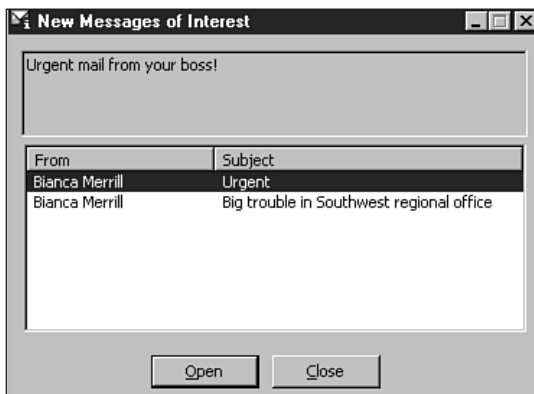 New Messages of Interest
Urgent mail from your boss!
From Subject
Bianca Merrill Urgent
Bianca Merrill Big trouble in Southwest regional office
Open Close